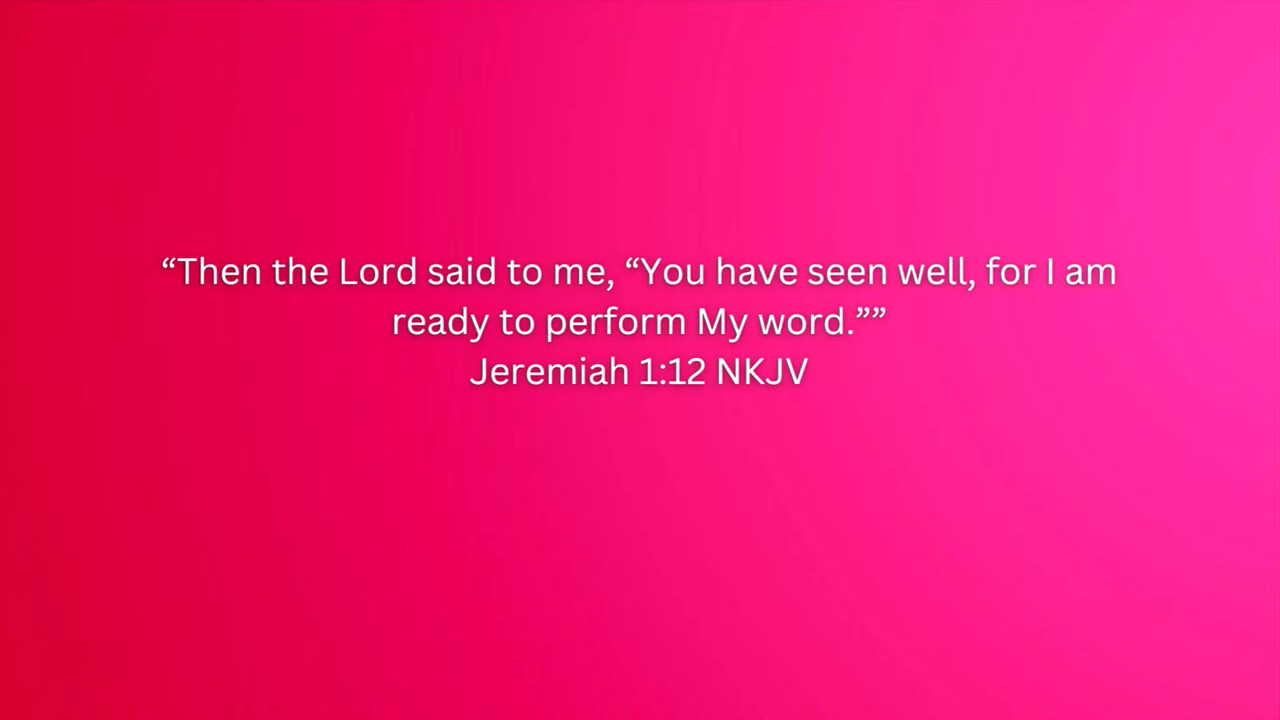 “Then the Lord said to me, “You have seen well, for I am
ready to perform My word.””
Jeremiah 1:12 NKJV